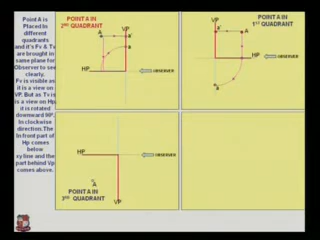 Point A is
Placed In
different
quadrants
and it's Fv & Tv
are brought in
same plane for
Observer to see
clearly.
Fv is visible as
it is a view on
VP. But as Tv is
is a view on Hp,
it is rotated
downward HP.
In clockwise
direction.The
In front part of
Hp comes
below
xy line and the
part behind Vp
comes above.
POINT A IN
2ND QUADRANT
VP
A
a'
a
HP
OBSERVER
POINT A IN
1ST QUADRANT
VP
a'
A
HP
OBSERVER
a
HP
OBSERVER
A
POINT A IN
3RD QUADRANT
VP